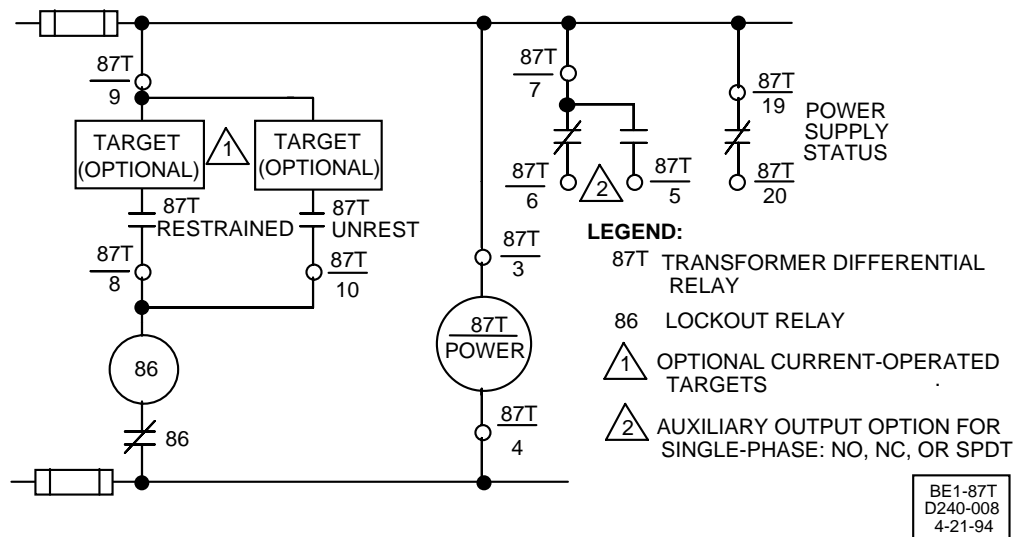 87T
9
TARGET
(OPTIONAL)
1
TARGET
(OPTIONAL)
87T
RESTRAINED
87T
UNREST
87T
8
87T
10
86
86
87T
3
87T
POWER
87T
4
87T
7
87T
6
2
87T
5
87T
19
POWER
SUPPLY
STATUS
87T
20
LEGEND:
87T TRANSFORMER DIFFERENTIAL
RELAY
86 LOCKOUT RELAY
1 OPTIONAL CURRENT-OPERATED
TARGETS
2 AUXILIARY OUTPUT OPTION FOR
SINGLE-PHASE: NO, NC, OR SPDT
BE1-87T
D240-008
4-21-94